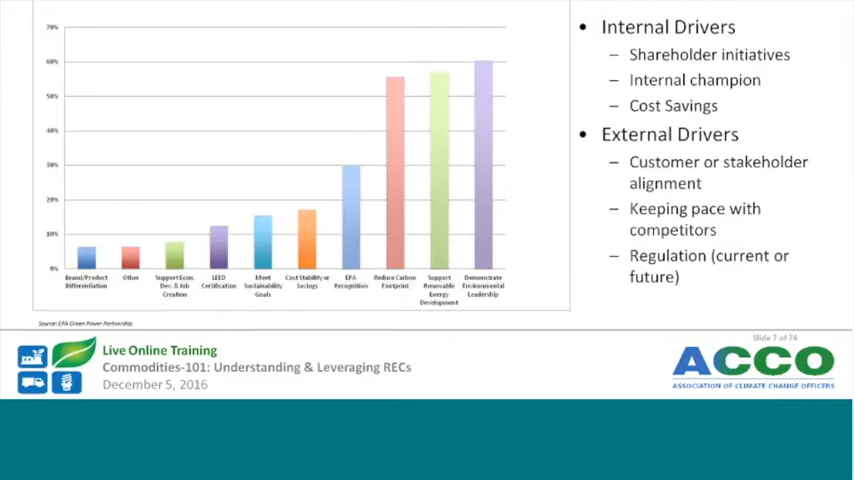 70%
60%
50%
40%
30%
20%
10%
0%
Brand/Product
Differentiation
Other
Support Econ.
Dev. & Job
Creation
LEED
Certification
Meet
Sustainability
Goals
Cost Stability or
Savings
EPA
Recognition
Reduce Carbon
Footprint
Support
Renewable
Energy
Development
Demonstrate
Environmental
Leadership
• Internal Drivers
– Shareholder initiatives
– Internal champion
– Cost Savings
• External Drivers
– Customer or stakeholder
alignment
– Keeping pace with
competitors
– Regulation (current or
future)
Source: EPA Green Power Partnership
Live Online Training
Commodities-101: Understanding & Leveraging RECs
December 5, 2016
Slide 7 of 74
ACCO
ASSOCIATION OF CLIMATE CHANGE OFFICERS